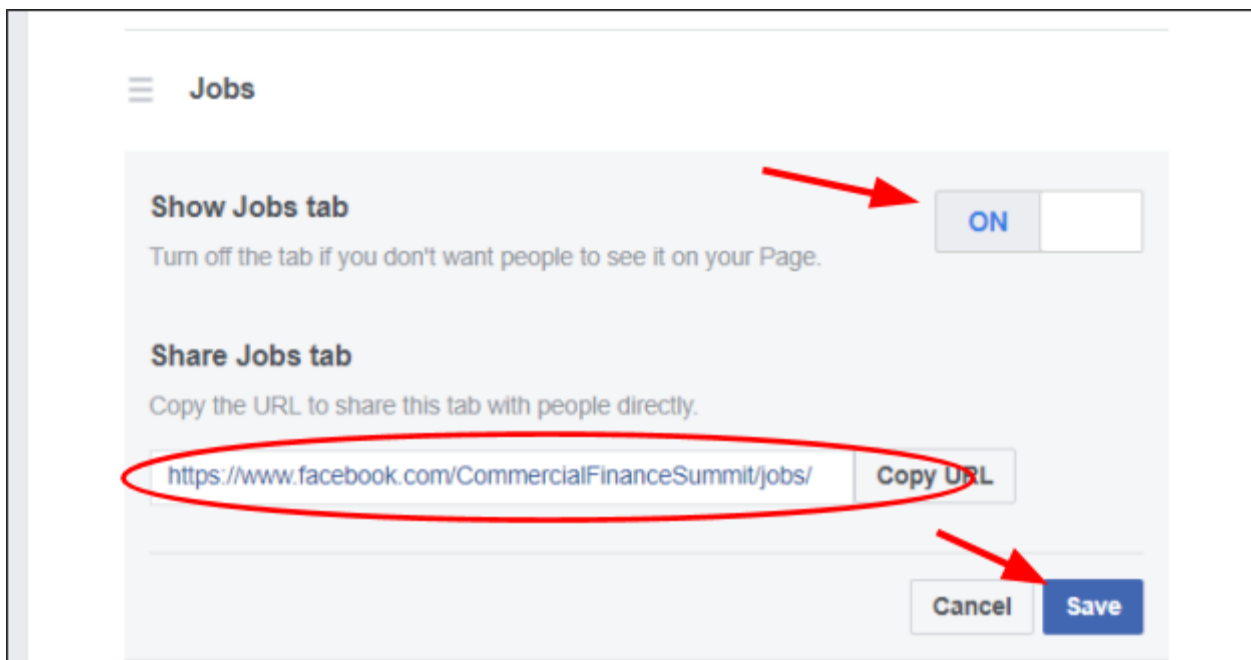 Jobs
Show Jobs tab
ON
Turn off the tab if you don't want people to see it on your Page.
Share Jobs tab
Copy the URL to share this tab with people directly.
https://www.facebook.com/CommercialFinanceSummit/jobs/ Copy URL
Cancel Save